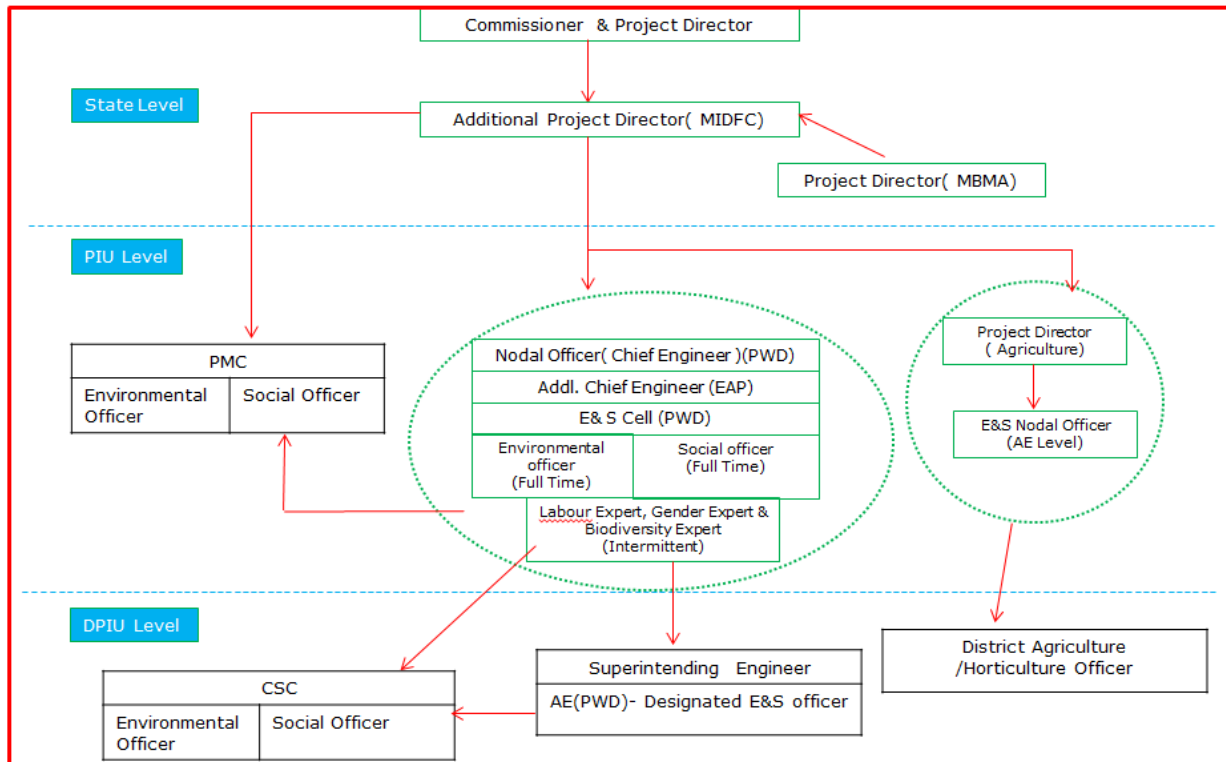 Commissioner & Project Director
State Level
Additional Project Director( MIDFC)
Project Director( MBMA)
PIU Level
PMC
Environmental
Officer
Social Officer
Nodal Officer( Chief Engineer )(PWD)
Addl. Chief Engineer (EAP)
E& S Cell (PWD)
Environmental
officer
(Full Time)
Social officer
(Full Time)
Labour Expert, Gender Expert &
Biodiversity Expert
(Intermittent)
Project Director
( Agriculture)
E&S Nodal Officer
(AE Level)
DPIU Level
CSC
Environmental
Officer
Social Officer
Superintending Engineer
AE(PWD)- Designated E&S officer
District Agriculture
/Horticulture Officer